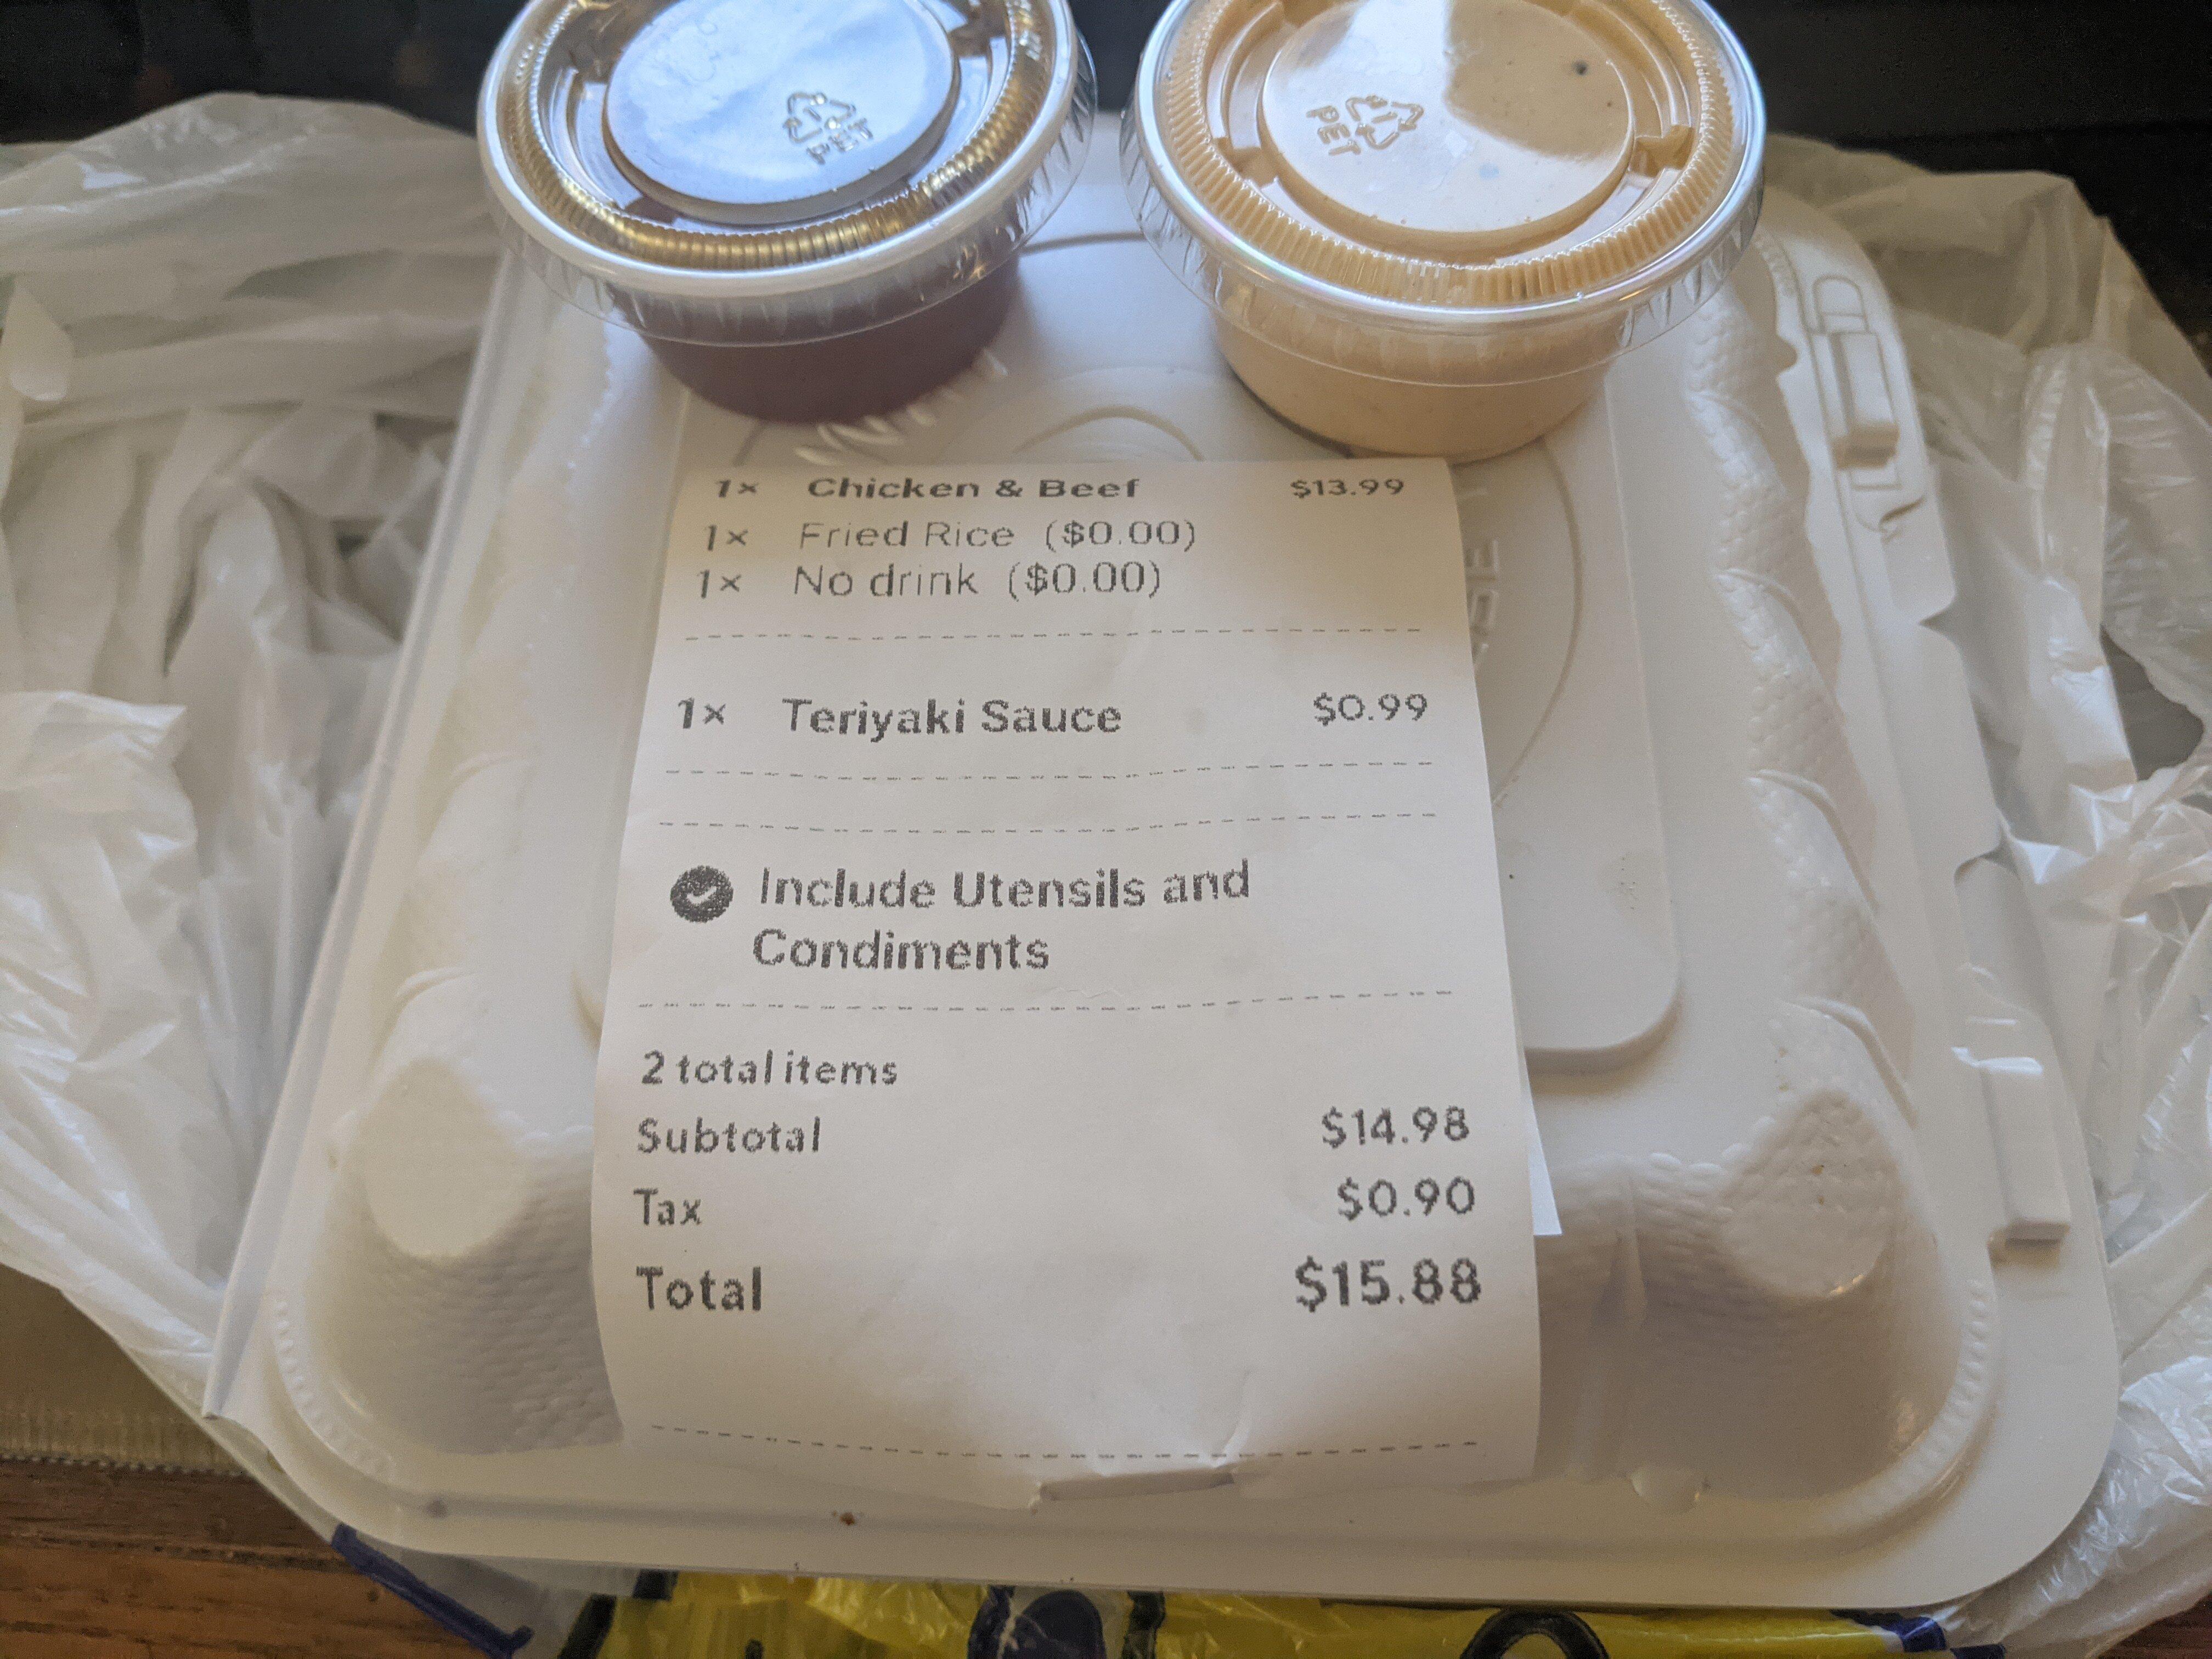 PET
PET
1× Chicken & Beef $13.99
1× Fried Rice ($0.00)
1× No drink ($0.00)
1× Teriyaki Sauce $0.99
Include Utensils and
Condiments
2 total items
Subtotal $14.98
Tax $0.90
Total $15.88